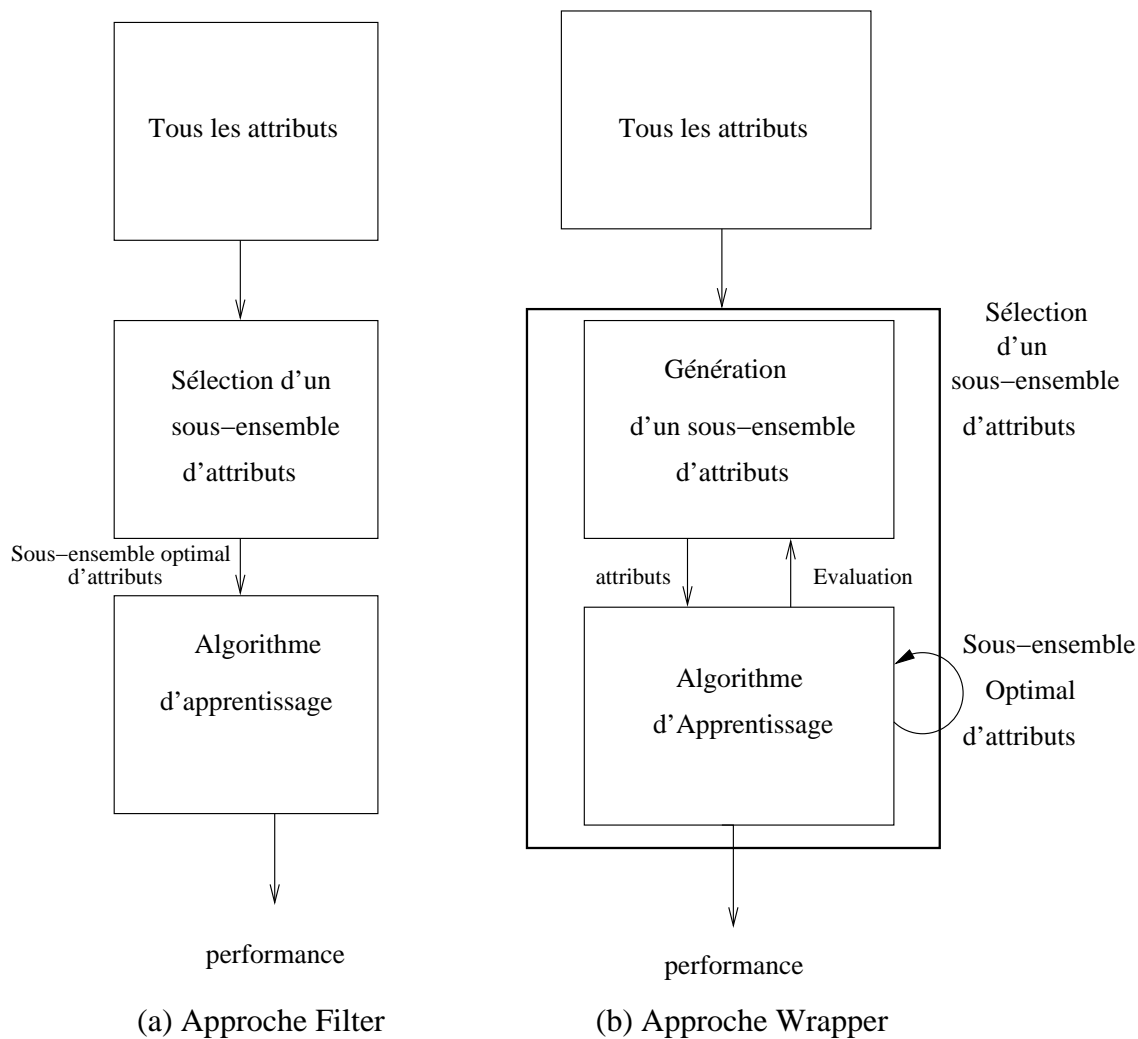 Tous les attributs
Sélection d'un
sous−ensemble
d'attributs
Sous−ensemble optimal
d'attributs
Algorithme
d'apprentissage
performance
(a) Approche Filter
Tous les attributs
Sélection
d'un
sous−ensemble
d'attributs
Génération
d'un sous−ensemble
d'attributs
attributs
Evaluation
Algorithme
d'Apprentissage
Sous−ensemble
Optimal
d'attributs
performance
(b) Approche Wrapper